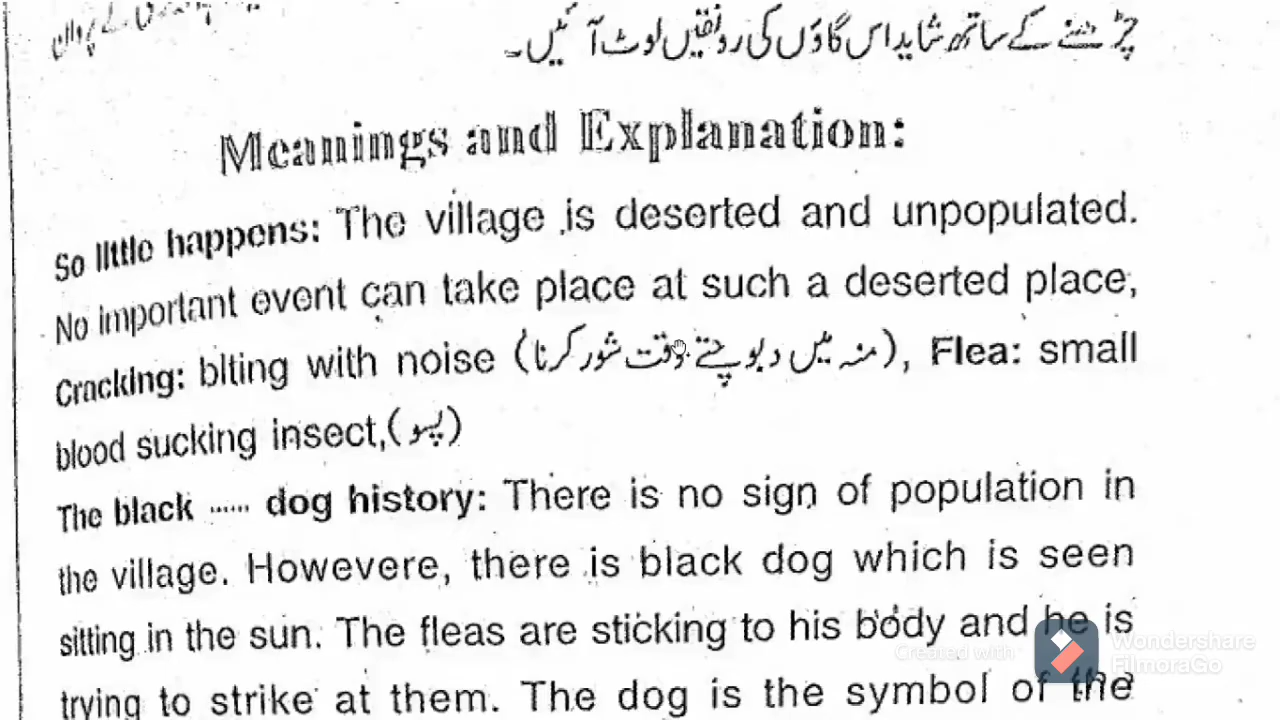 چڑھنے کے ساتھ شاید اس گاؤں کی رونقیں لوٹ آئیں۔
Meanings and Explanation:
So little happens: The village is deserted and unpopulated.
No important event can take place at such a deserted place,
Cracking: biting with noise (منہ میں دبوچتے وقت شور کرنا), Flea: small
blood sucking insect,(پسو)
The black ...... dog history: There is no sign of population in
the village. Howevere, there is black dog which is seen
sitting in the sun. The fleas are sticking to his body and he is
trying to strike at them. The dog is the symbol of the
Created with
Wondershare
FilmoraGo